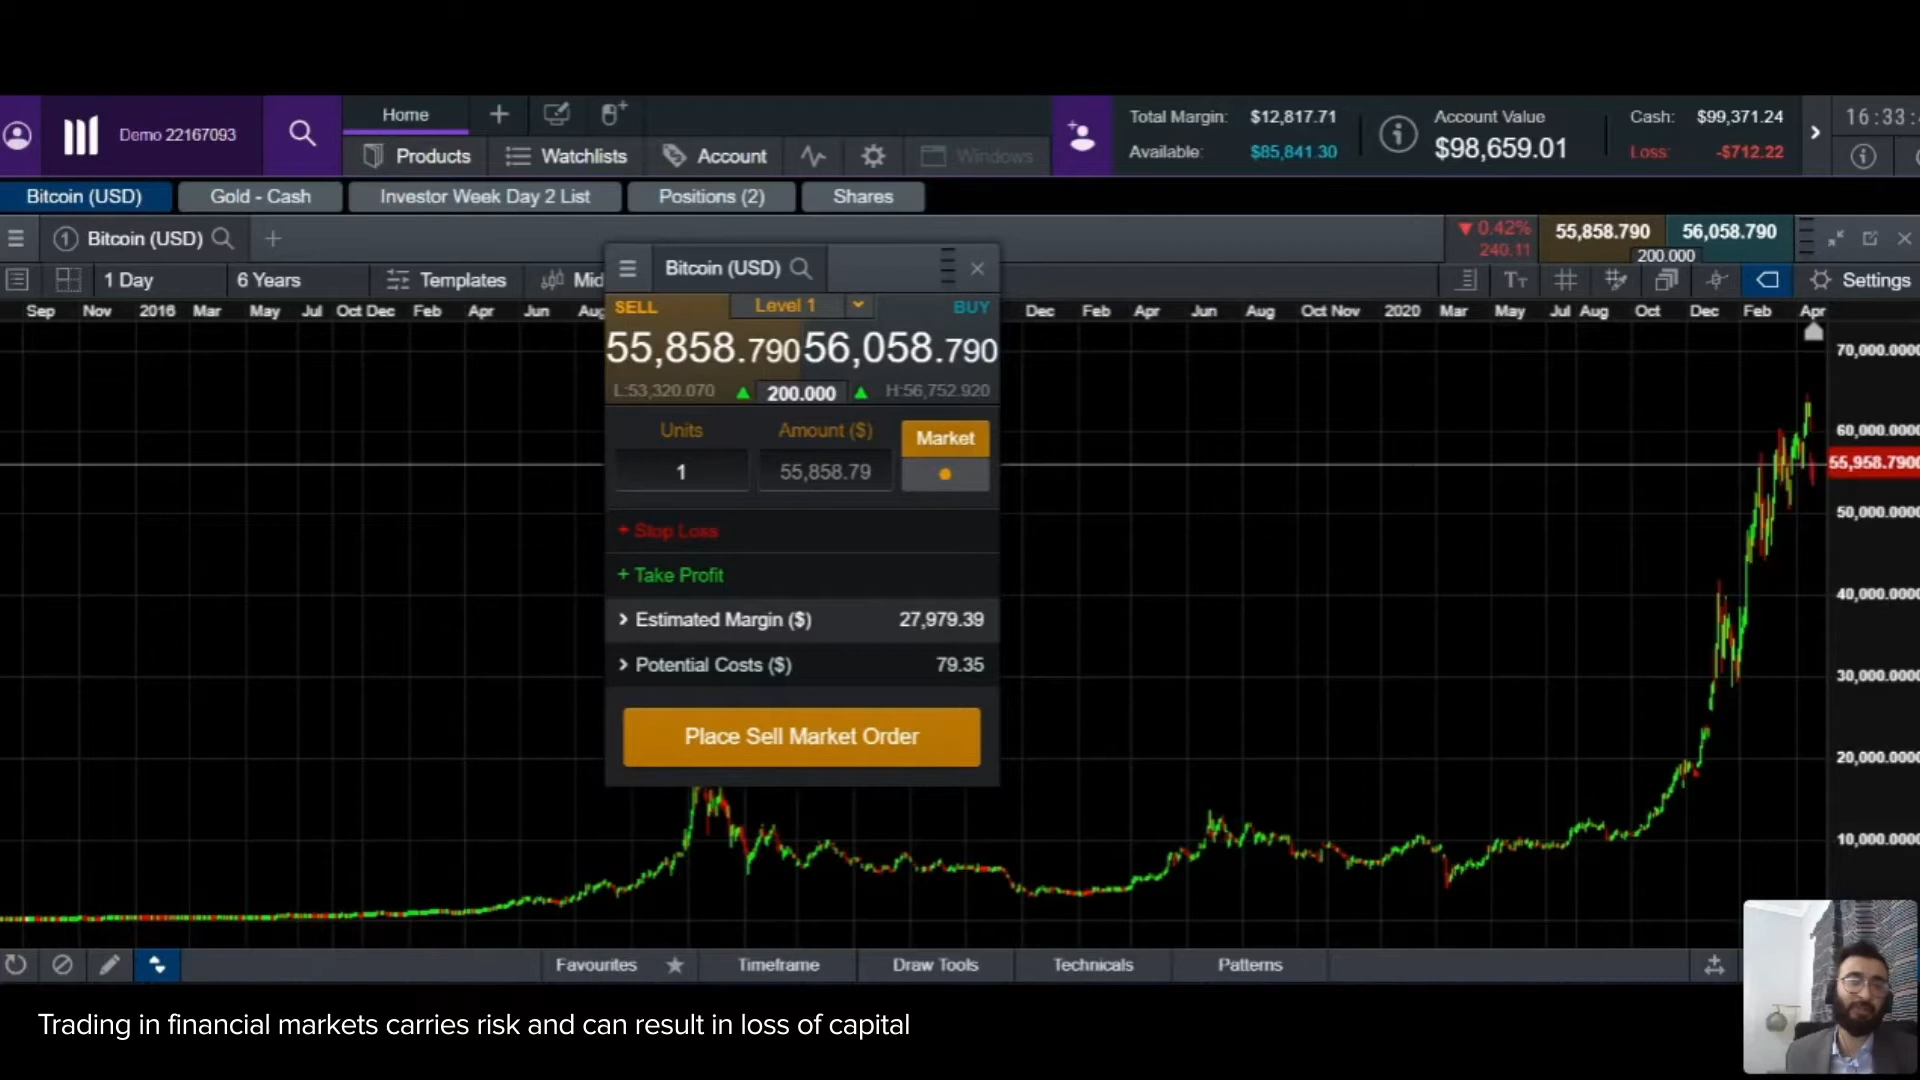 Home
Total Margin: $12,817.71
Account Value
Cash: $99,371.24
16:33:
Demo 22167093
Products
Watchlists
Account
Windows
Available: $85,841.30
$98,659.01
Loss: -$712.22
Bitcoin (USD)
Gold - Cash
Investor Week Day 2 List
Positions (2)
Shares
1 Bitcoin (USD)
0.42%
240.11
55,858.790
56,058.790
200.000
1 Day
6 Years
Templates
Mid
Settings
Sep Nov 2016 Mar May Jul Oct Dec Feb Apr Jun Aug
Dec Feb Apr Jun Aug Oct Nov 2020 Mar May Jul Aug Oct Dec Feb Apr
Bitcoin (USD)
SELL
Level 1
BUY
55,858.790
56,058.790
L:53,320.070
200.000
H:56,752.920
Units
Amount ($)
Market
1
55,858.79
+ Stop Loss
+ Take Profit
Estimated Margin ($) 27,979.39
Potential Costs ($) 79.35
Place Sell Market Order
70,000.0000
60,000.0000
55,958.7900
50,000.0000
40,000.0000
30,000.0000
20,000.0000
10,000.0000
Favourites
Timeframe
Draw Tools
Technicals
Patterns
Trading in financial markets carries risk and can result in loss of capital